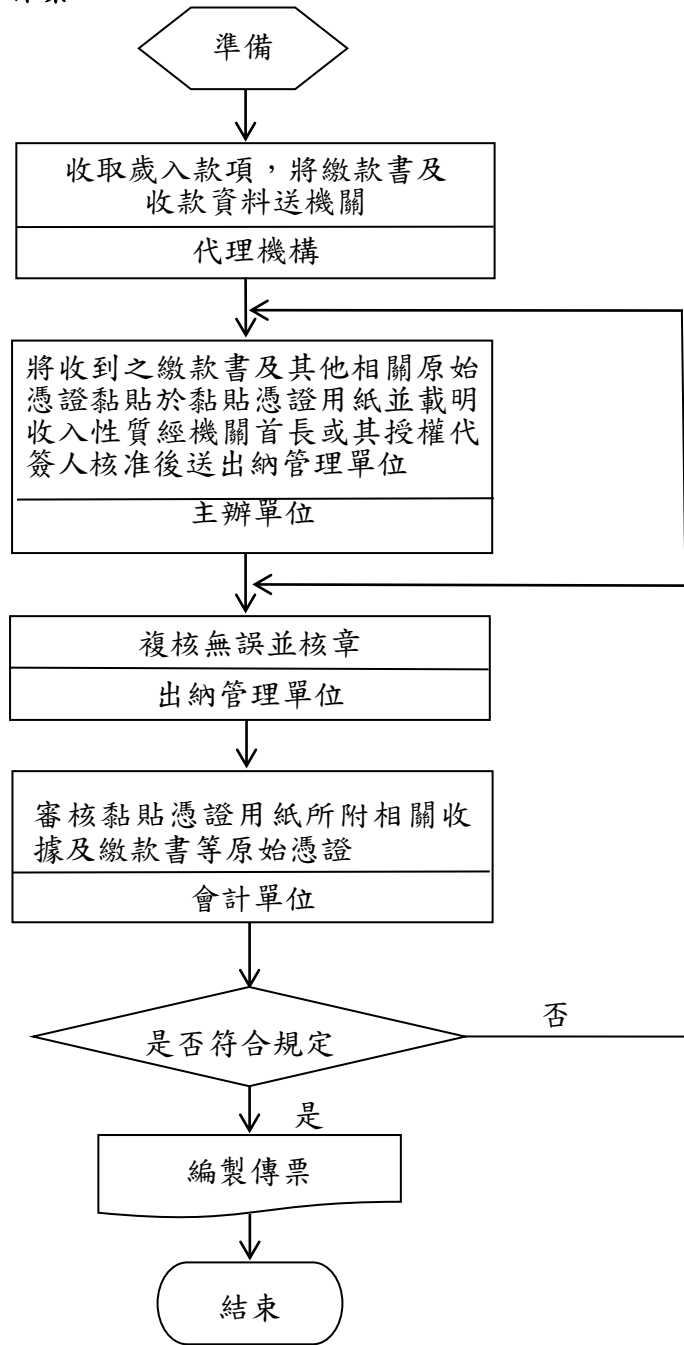 準備
收取歲入款項，將繳款書及
收款資料送機關
代理機構
將收到之繳款書及其他相關原始
憑證黏貼於黏貼憑證用紙並載明
收入性質經機關首長或其授權代
簽人核准後送出納管理單位
主辦單位
複核無誤並核章
出納管理單位
審核黏貼憑證用紙所附相關收
據及繳款書等原始憑證
會計單位
是否符合規定
否
是
編製傳票
結束